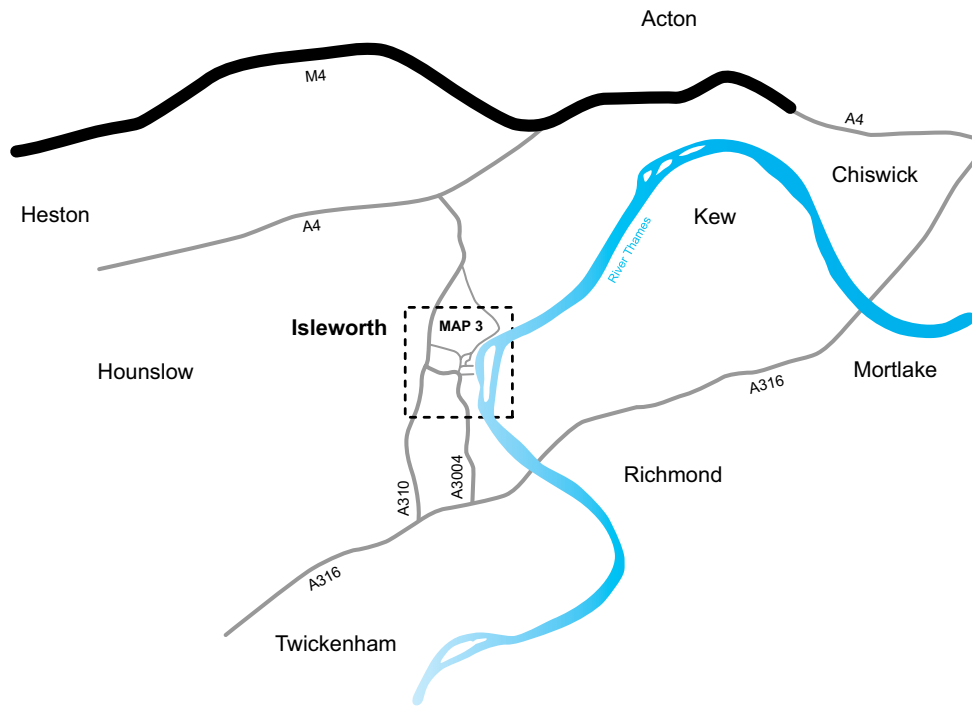 Acton
M4
A4
Chiswick
Heston
Kew
A4
River Thames
Isleworth
MAP 3
Hounslow
Mortlake
A316
Richmond
A3004
A310
A316
Twickenham